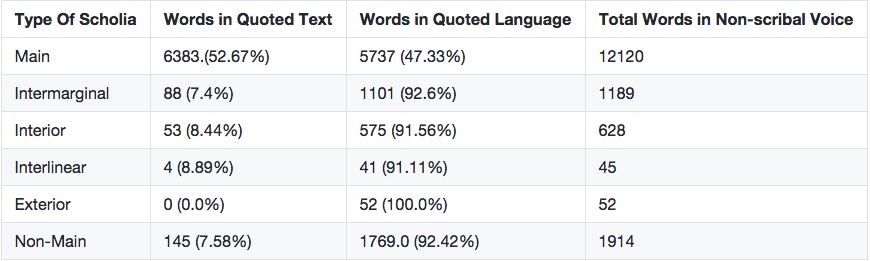 Type Of Scholia Words in Quoted Text Words in Quoted Language Total Words in Non-scribal Voice
Main 6383.(52.67%) 5737 (47.33%) 12120
Intermarginal 88 (7.4%) 1101 (92.6%) 1189
Interior 53 (8.44%) 575 (91.56%) 628
Interlinear 4 (8.89%) 41 (91.11%) 45
Exterior 0 (0.0%) 52 (100.0%) 52
Non-Main 145 (7.58%) 1769.0 (92.42%) 1914